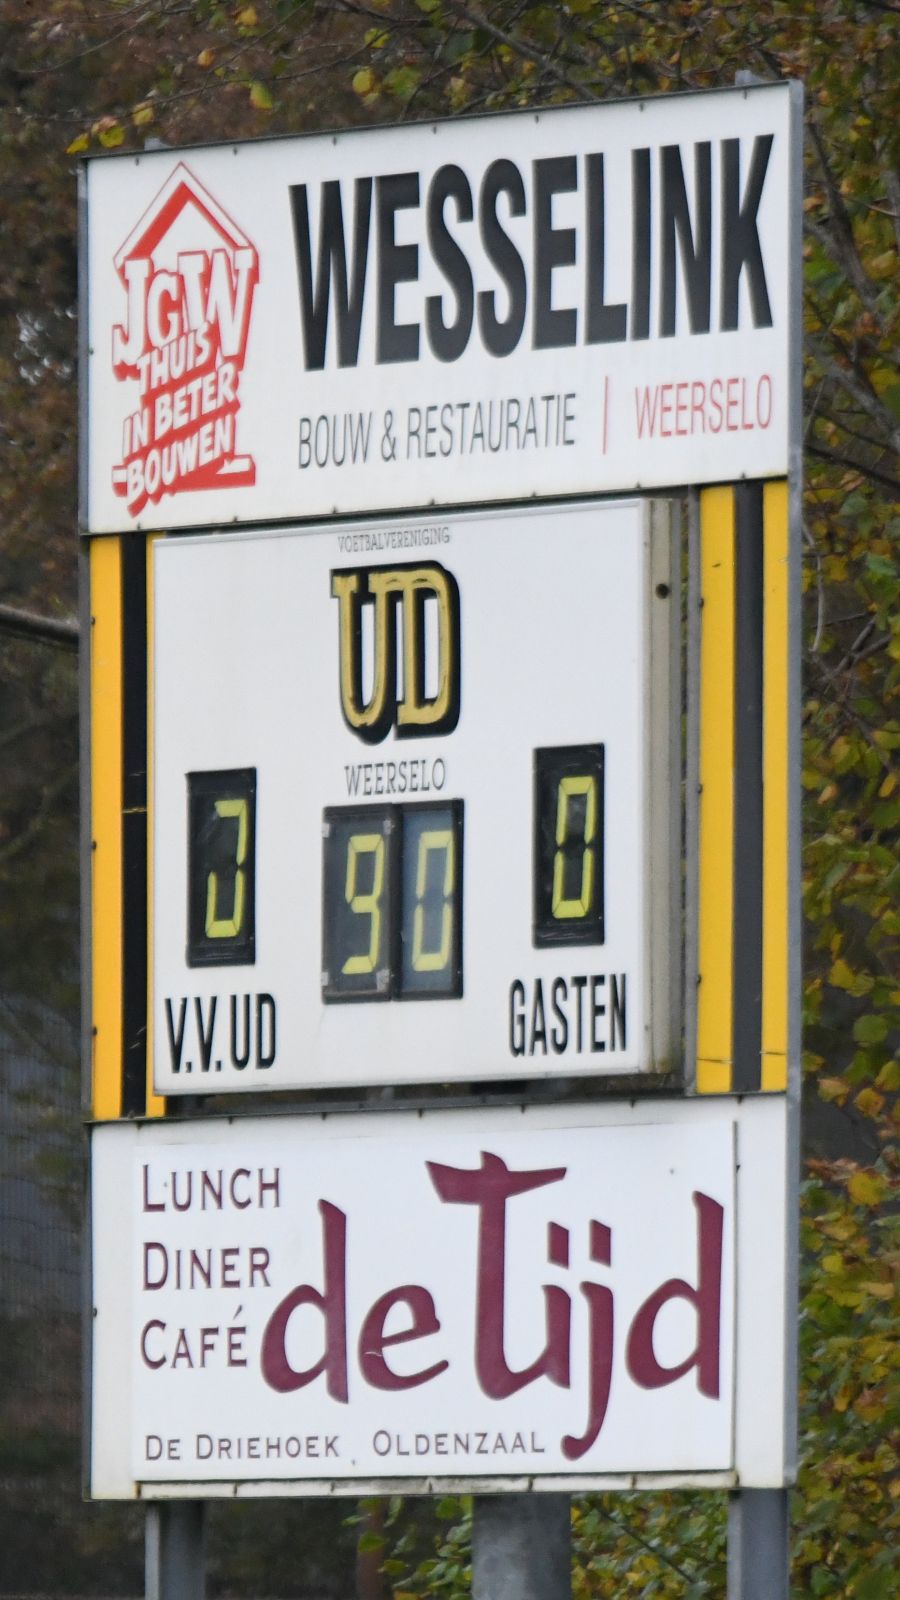 JGW
THUIS
IN BETER
BOUWEN
WESSELINK
BOUW & RESTAURATIE | WEERSELO
VOETBALVERENIGING
UD
WEERSELO
90
0
V.V. UD
GASTEN
LUNCH
DINER
CAFÉ
de Tijd
DE DRIEHOEK, OLDENZAAL